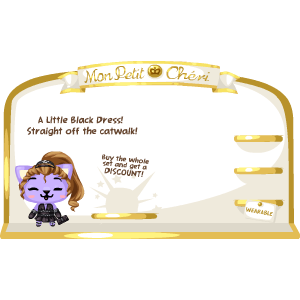 Mon Petit Chéri
A Little Black Dress!
Straight off the catwalk!
Buy the whole
set and get a
DISCOUNT!
WEARABLE